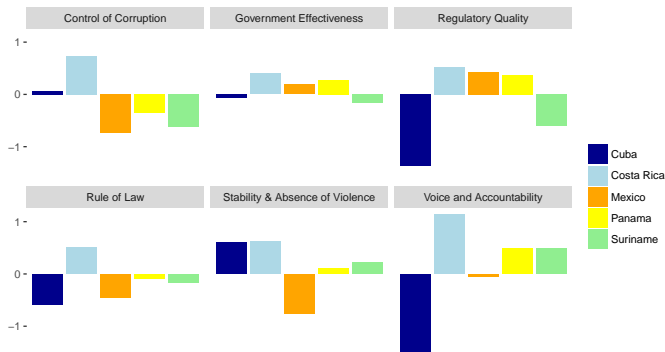 Control of Corruption
Government Effectiveness
Regulatory Quality
1
0
−1
Rule of Law
Stability & Absence of Violence
Voice and Accountability
1
0
−1
Cuba
Costa Rica
Mexico
Panama
Suriname